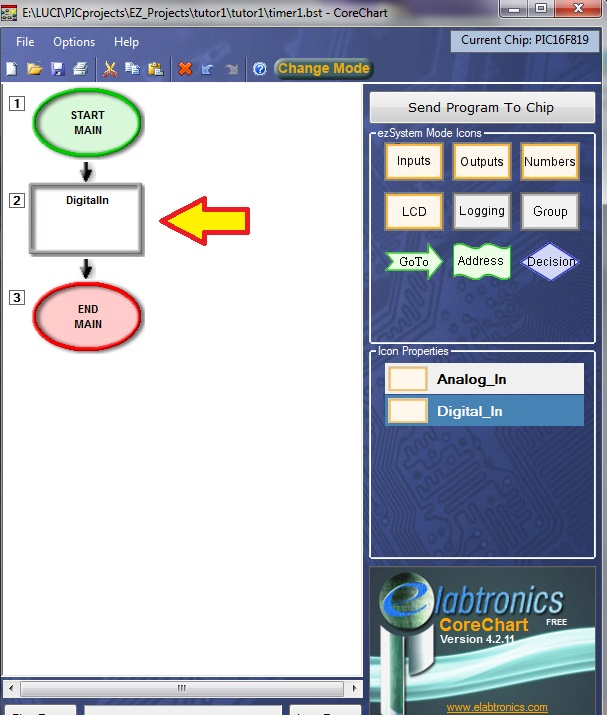 E:\LUCI\PICprojects\EZ_Projects\tutor1\tutor1\timer1.bst - CoreChart
File Options Help
Current Chip: PIC16F819
Change Mode
1
START
MAIN
2
DigitalIn
3
END
MAIN
Send Program To Chip
ezSystem Mode Icons
Inputs Outputs Numbers
LCD Logging Group
GoTo Address Decision
Icon Properties
Analog_In
Digital_In
elabtronics
CoreChart FREE
Version 4.2.11
www.elabtronics.com